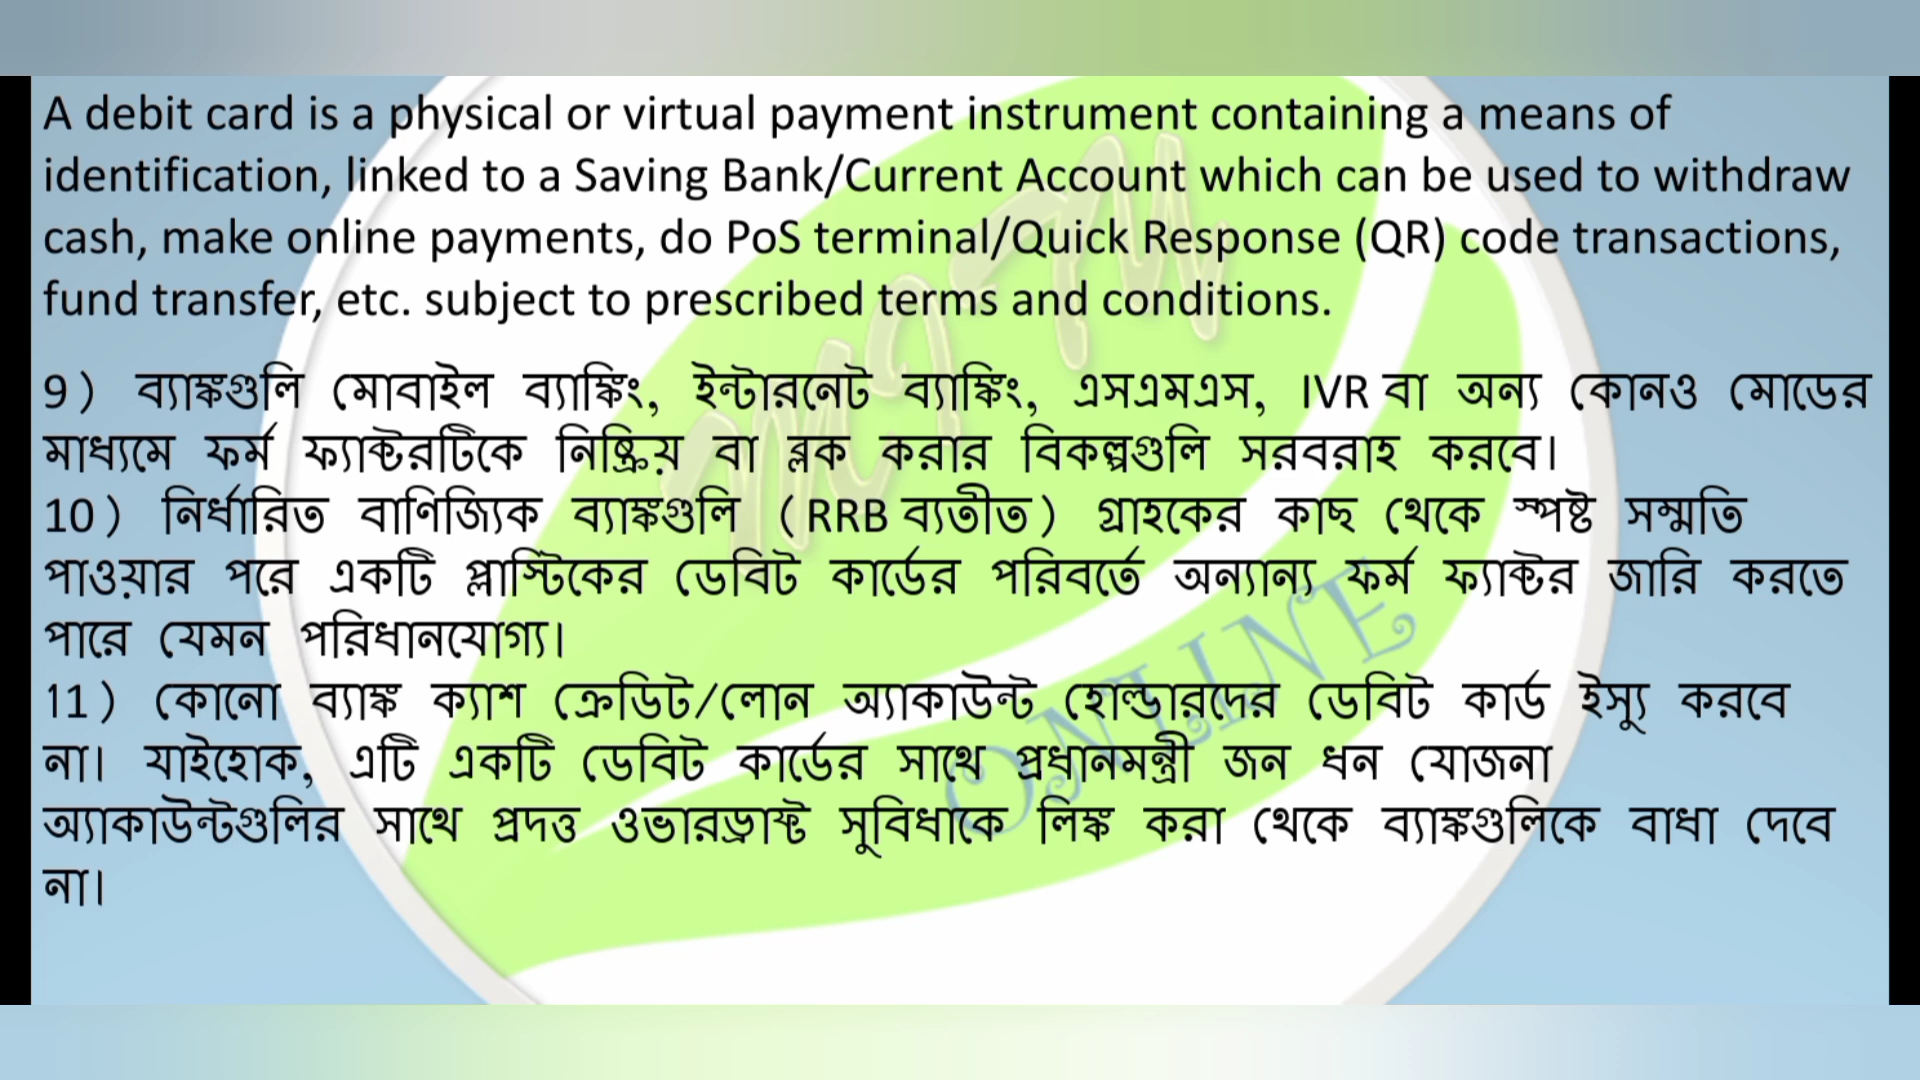 A debit card is a physical or virtual payment instrument containing a means of
identification, linked to a Saving Bank/Current Account which can be used to withdraw
cash, make online payments, do PoS terminal/Quick Response (QR) code transactions,
fund transfer, etc. subject to prescribed terms and conditions.
9) ব্যাঙ্কগুলি মোবাইল ব্যাঙ্কিং, ইন্টারনেট ব্যাঙ্কিং, এসএমএস, IVR বা অন্য কোনও মোডের
মাধ্যমে ফর্ম ফ্যাক্টরটিকে নিষ্ক্রিয় বা ব্লক করার বিকল্পগুলি সরবরাহ করবে।
10) নির্ধারিত বাণিজ্যিক ব্যাঙ্কগুলি (RRB ব্যতীত) গ্রাহকের কাছ থেকে স্পষ্ট সম্মতি
পাওয়ার পরে একটি প্লাস্টিকের ডেবিট কার্ডের পরিবর্তে অন্যান্য ফর্ম ফ্যাক্টর জারি করতে
পারে যেমন পরিধানযোগ্য।
11) কোনো ব্যাঙ্ক ক্যাশ ক্রেডিট/লোন অ্যাকাউন্ট হোল্ডারদের ডেবিট কার্ড ইস্যু করবে
না। যাইহোক, এটি একটি ডেবিট কার্ডের সাথে প্রধানমন্ত্রী জন ধন যোজনা
অ্যাকাউন্টগুলির সাথে প্রদত্ত ওভারড্রাফ্ট সুবিধাকে লিঙ্ক করা থেকে ব্যাঙ্কগুলিকে বাধা দেবে
না।
ONLINE